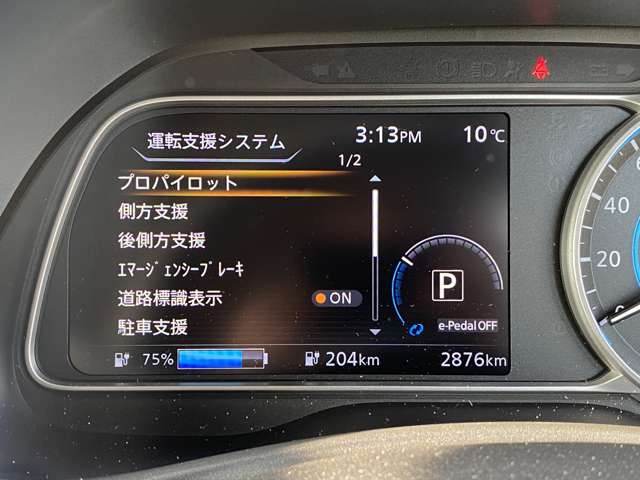 運転支援システム 3:13PM 10℃
1/2
プロパイロット
側方支援
後側方支援
ｴﾏｰｼﾞｪﾝｼｰﾌﾞﾚｰｷ
道路標識表示 ON
駐車支援
P
e-Pedal OFF
75% 204km 2876km
40
20